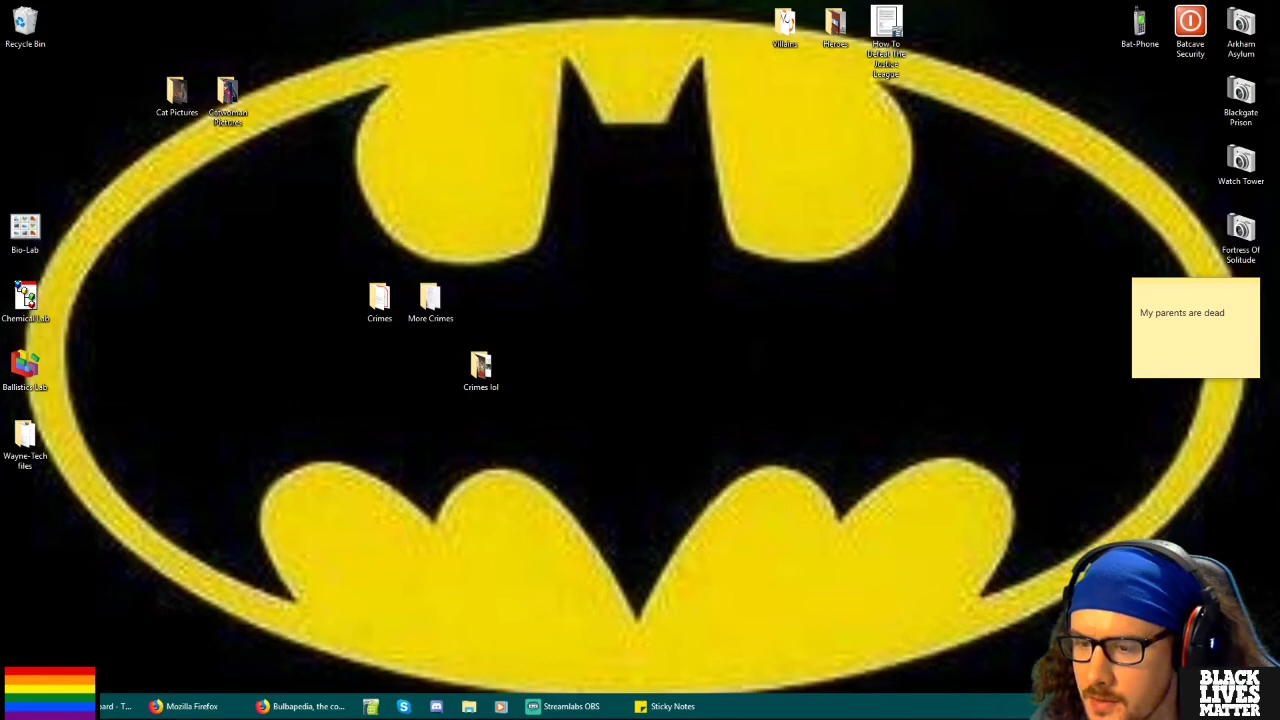 Recycle Bin
Villains
Heroes
How To
Defeat The
Justice
League
Bat-Phone
Batcave
Security
Arkham
Asylum
Cat Pictures
Catwoman
Pictures
Blackgate
Prison
Watch Tower
Bio-Lab
Fortress Of
Solitude
Chemical Lab
Crimes
More Crimes
My parents are dead
Ballistics Lab
Crimes lol
Wayne-Tech
files
oard - T...
Mozilla Firefox
Bulbapedia, the co...
Streamlabs OBS
Sticky Notes
BLACK
LIVES
MATTER